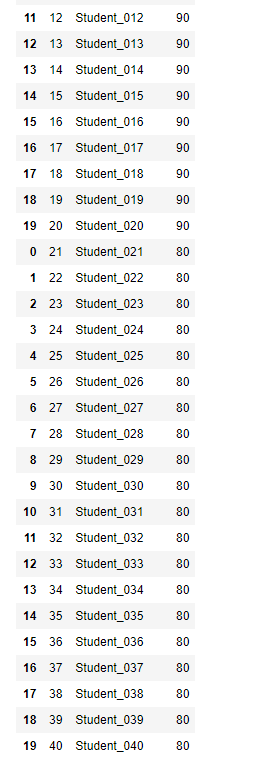 11 12 Student_012 90
12 13 Student_013 90
13 14 Student_014 90
14 15 Student_015 90
15 16 Student_016 90
16 17 Student_017 90
17 18 Student_018 90
18 19 Student_019 90
19 20 Student_020 90
0 21 Student_021 80
1 22 Student_022 80
2 23 Student_023 80
3 24 Student_024 80
4 25 Student_025 80
5 26 Student_026 80
6 27 Student_027 80
7 28 Student_028 80
8 29 Student_029 80
9 30 Student_030 80
10 31 Student_031 80
11 32 Student_032 80
12 33 Student_033 80
13 34 Student_034 80
14 35 Student_035 80
15 36 Student_036 80
16 37 Student_037 80
17 38 Student_038 80
18 39 Student_039 80
19 40 Student_040 80